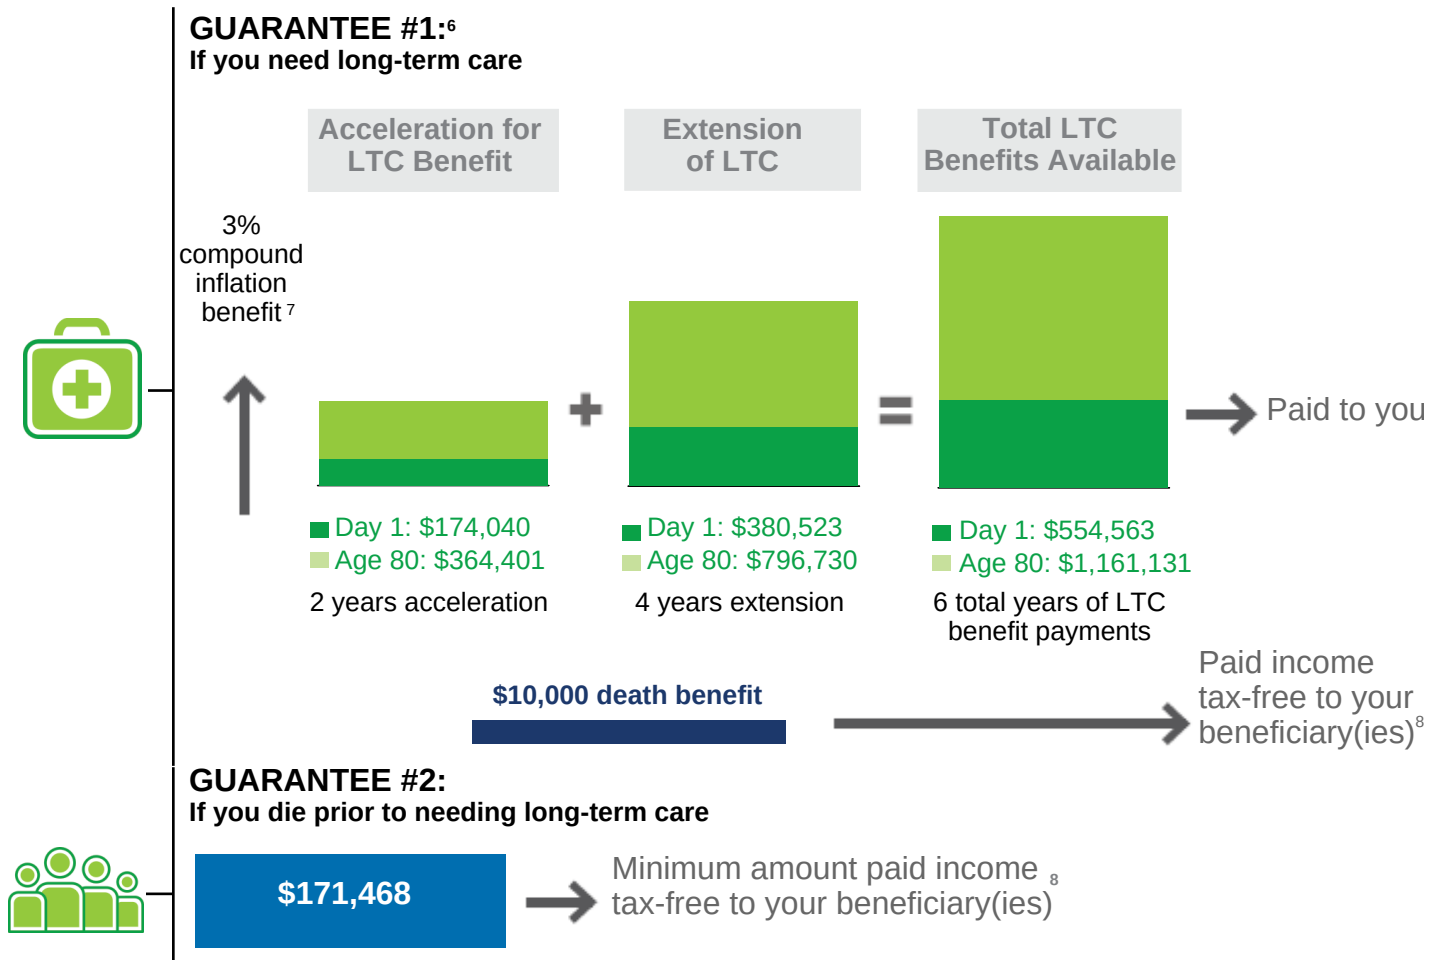 GUARANTEE #1:6
If you need long-term care
Acceleration for
LTC Benefit
Extension
of LTC
Total LTC
Benefits Available
3%
compound
inflation
benefit 7
Paid to you
Day 1: $174,040
Age 80: $364,401
2 years acceleration
Day 1: $380,523
Age 80: $796,730
4 years extension
Day 1: $554,563
Age 80: $1,161,131
6 total years of LTC
benefit payments
$10,000 death benefit
Paid income
tax-free to your
beneficiary(ies)8
GUARANTEE #2:
If you die prior to needing long-term care
$171,468
Minimum amount paid income 8
tax-free to your beneficiary(ies)